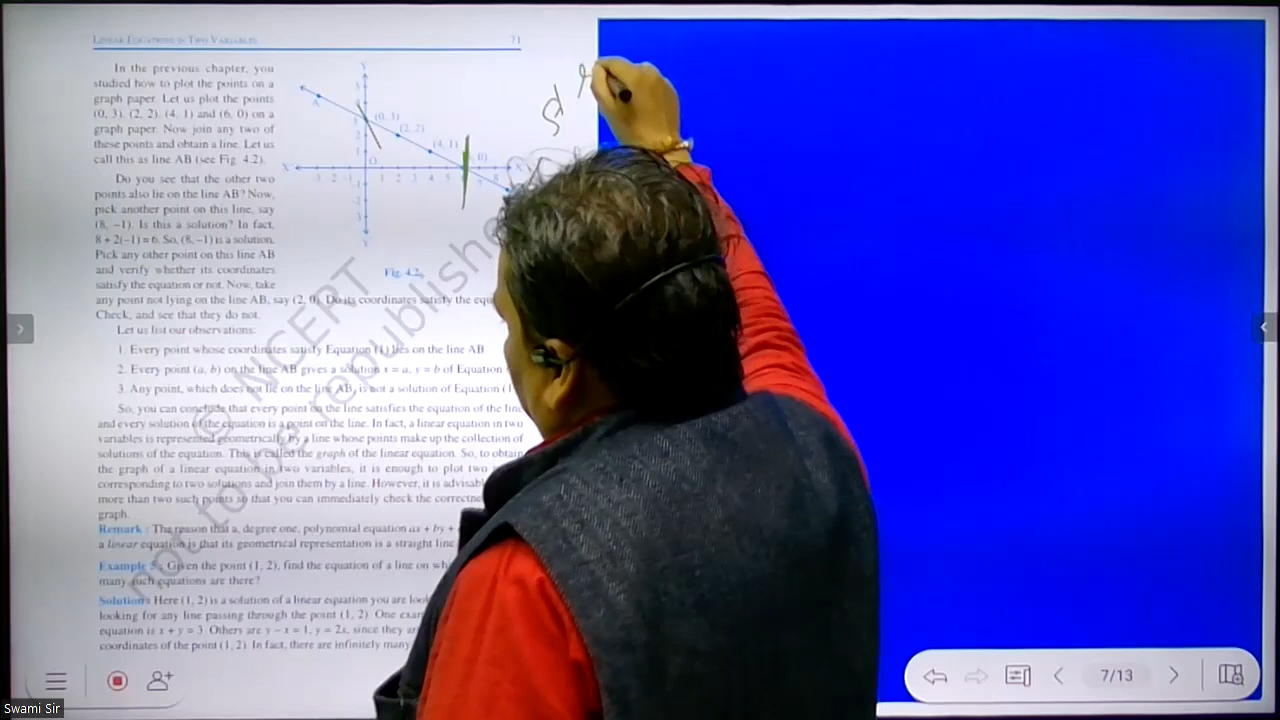 LINEAR EQUATIONS IN TWO VARIABLES 71
In the previous chapter, you
studied how to plot the points on a
graph paper. Let us plot the points
(0, 3), (2, 2), (4, 1) and (6, 0) on a
graph paper. Now join any two of
these points and obtain a line. Let us
call this as line AB (see Fig. 4.2).
Do you see that the other two
points also lie on the line AB? Now,
pick another point on this line, say
(8, –1). Is this a solution? In fact,
8 + 2(–1) = 6. So, (8, –1) is a solution.
Pick any other point on this line AB
and verify whether its coordinates
satisfy the equation or not. Now, take
any point not lying on the line AB, say (2, 0). Do its coordinates satisfy the equ
Check, and see that they do not.
Y
A
(0, 3)
(2, 2)
(4, 1)
0)
X O X
Fig. 4.2
Let us list our observations:
1. Every point whose coordinates satisfy Equation (1) lies on the line AB
2. Every point (a, b) on the line AB gives a solution x = a, y = b of Equation
3. Any point, which does not lie on the line AB, is not a solution of Equation (1
So, you can conclude that every point on the line satisfies the equation of the line
and every solution of the equation is a point on the line. In fact, a linear equation in two
variables is represented geometrically by a line whose points make up the collection of
solutions of the equation. This is called the graph of the linear equation. So, to obtain
the graph of a linear equation in two variables, it is enough to plot two
corresponding to two solutions and join them by a line. However, it is advisab
more than two such points so that you can immediately check the correctne
graph.
Remark : The reason that a, degree one, polynomial equation ax + by +
a linear equation is that its geometrical representation is a straight line
Example 5 : Given the point (1, 2), find the equation of a line on wh
many such equations are there?
Solution : Here (1, 2) is a solution of a linear equation you are look
looking for any line passing through the point (1, 2). One exam
equation is x + y = 3. Others are y – x = 1, y = 2x, since they ar
coordinates of the point (1, 2). In fact, there are infinitely many
© NCERT
not to be republishe
7/13
Swami Sir